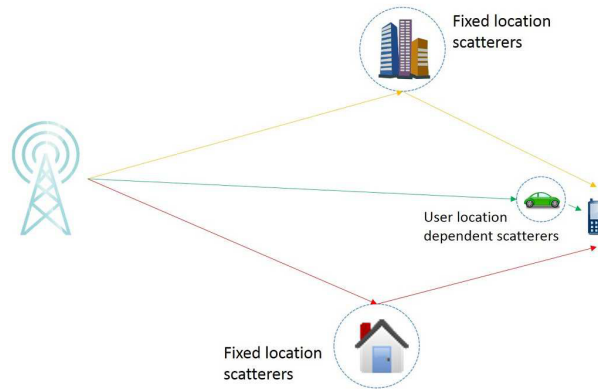 Fixed location
scatterers
User location
dependent scatterers
Fixed location
scatterers